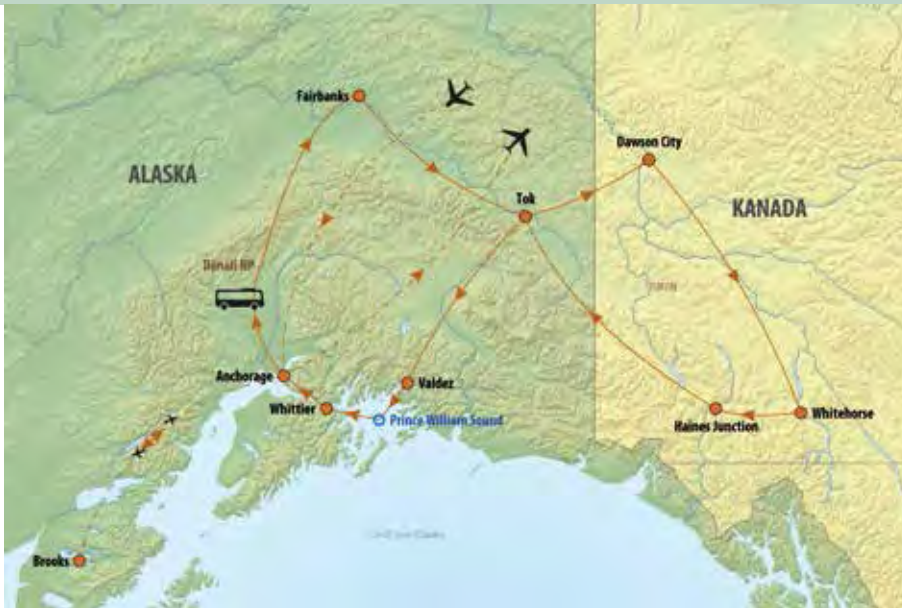 Fairbanks
Dawson City
ALASKA
Tok
KANADA
Denali NP
YUKON
Anchorage
Valdez
Whittier
Prince William Sound
Haines Junction
Whitehorse
Brooks